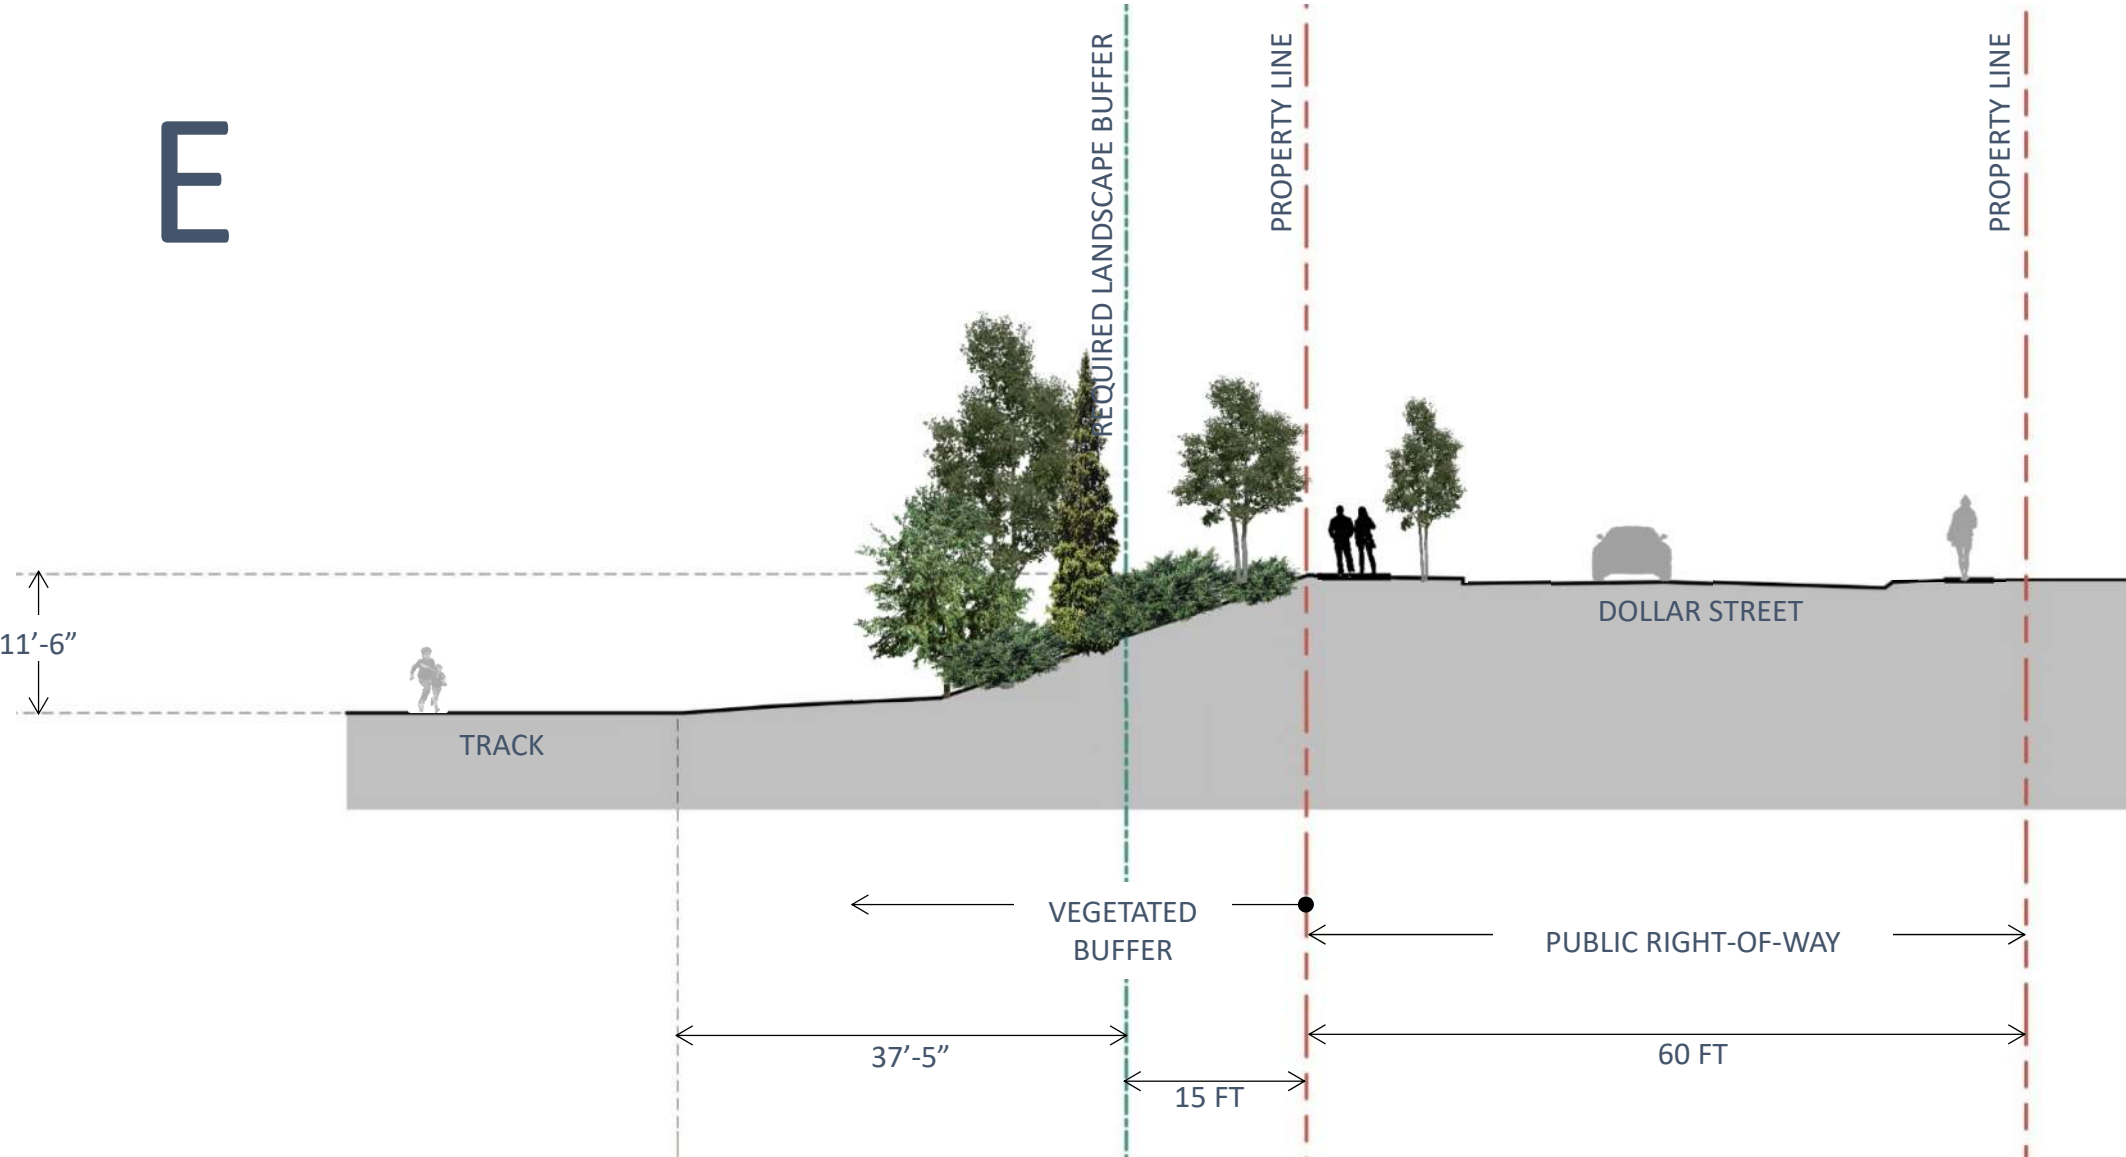 E
REQUIRED LANDSCAPE BUFFER
PROPERTY LINE
PROPERTY LINE
11’-6”
DOLLAR STREET
TRACK
VEGETATED
BUFFER
PUBLIC RIGHT-OF-WAY
37’-5”
60 FT
15 FT